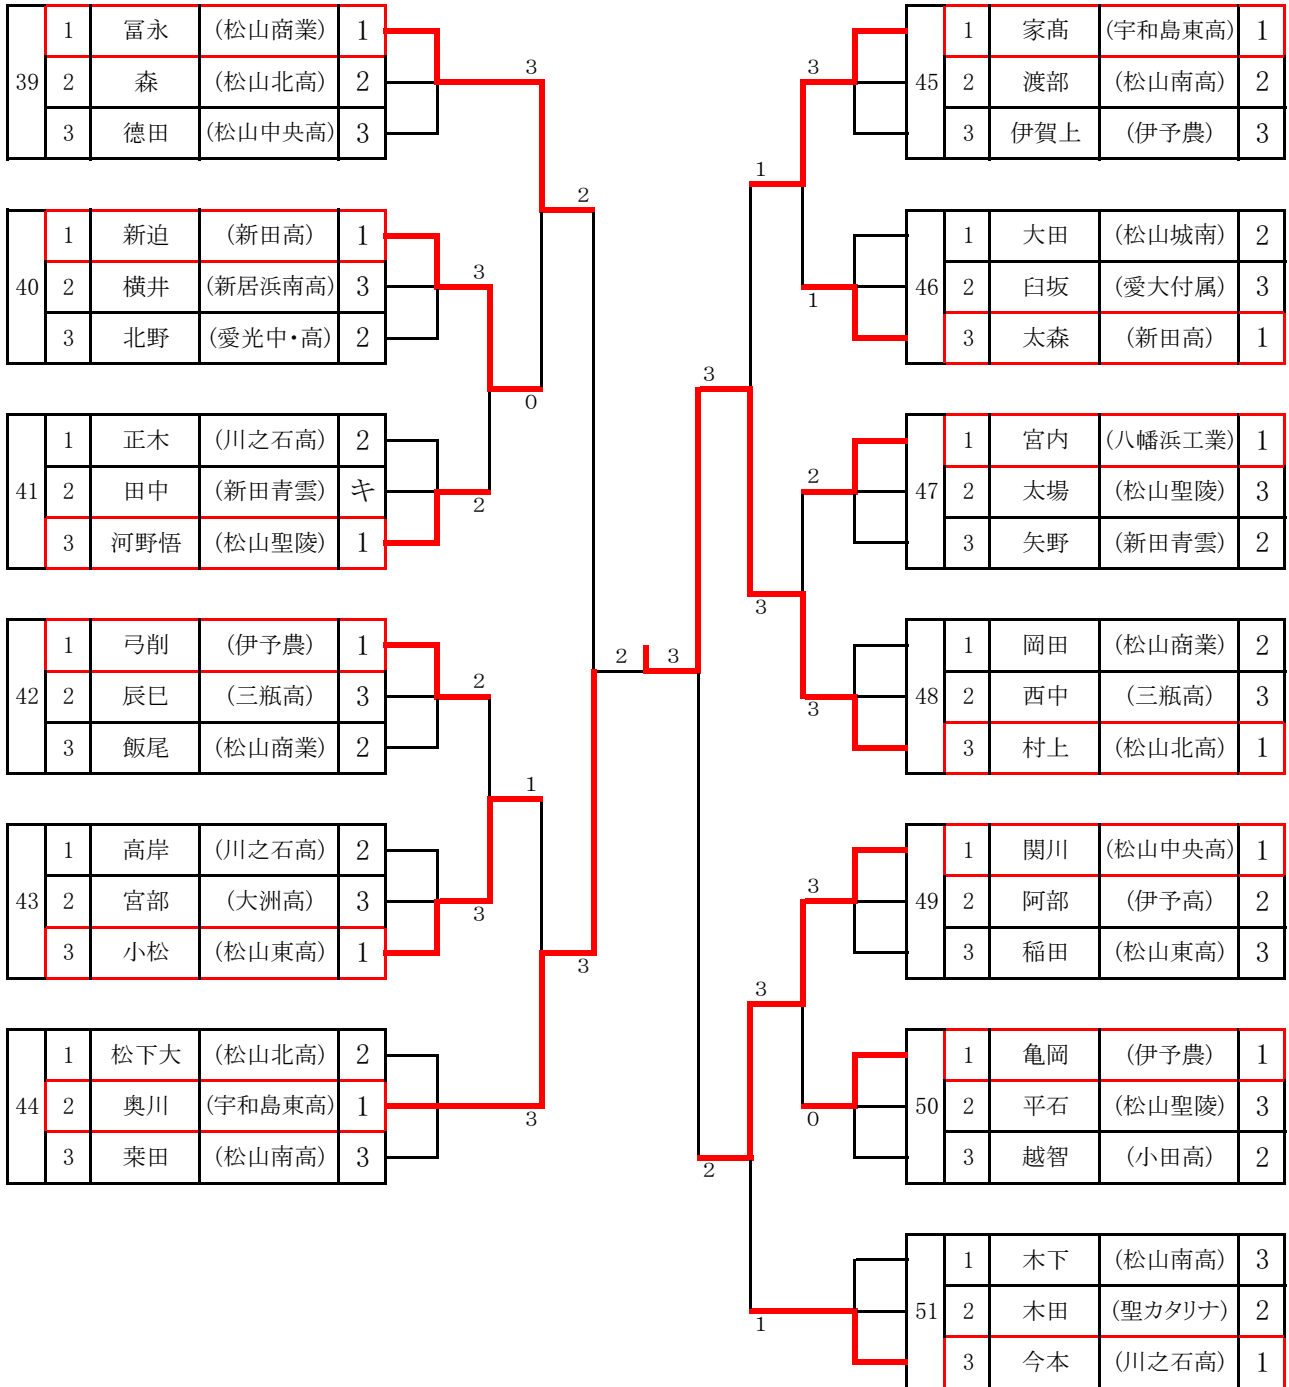 39
1 冨永 (松山商業) 1
2 森 (松山北高) 2
3 德田 (松山中央高) 3
40
1 新迫 (新田高) 1
2 横井 (新居浜南高) 3
3 北野 (愛光中・高) 2
41
1 正木 (川之石高) 2
2 田中 (新田青雲) キ
3 河野悟 (松山聖陵) 1
42
1 弓削 (伊予農) 1
2 辰巳 (三瓶高) 3
3 飯尾 (松山商業) 2
43
1 高岸 (川之石高) 2
2 宮部 (大洲高) 3
3 小松 (松山東高) 1
44
1 松下大 (松山北高) 2
2 奥川 (宇和島東高) 1
3 棐田 (松山南高) 3
3
2
3
0
2
2
1
3
3
3
2
3
3
1
3
1
2
3
3
3
3
0
3
2
1
45
1 家髙 (宇和島東高) 1
2 渡部 (松山南高) 2
3 伊賀上 (伊予農) 3
46
1 大田 (松山城南) 2
2 臼坂 (愛大付属) 3
3 太森 (新田高) 1
47
1 宮内 (八幡浜工業) 1
2 太場 (松山聖陵) 3
3 矢野 (新田青雲) 2
48
1 岡田 (松山商業) 2
2 西中 (三瓶高) 3
3 村上 (松山北高) 1
49
1 関川 (松山中央高) 1
2 阿部 (伊予高) 2
3 稲田 (松山東高) 3
50
1 亀岡 (伊予農) 1
2 平石 (松山聖陵) 3
3 越智 (小田高) 2
51
1 木下 (松山南高) 3
2 木田 (聖カタリナ) 2
3 今本 (川之石高) 1